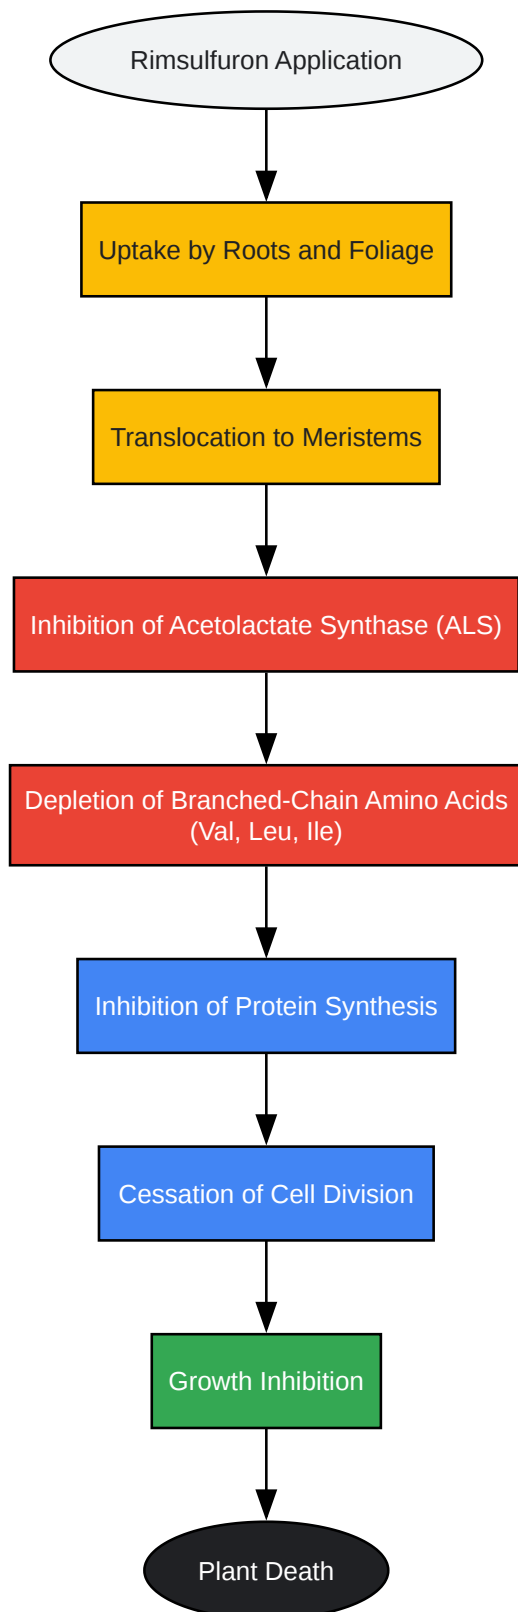 Rimsulfuron Application
Uptake by Roots and Foliage
Translocation to Meristems
Inhibition of Acetolactate Synthase (ALS)
Depletion of Branched-Chain Amino Acids
(Val, Leu, Ile)
Inhibition of Protein Synthesis
Cessation of Cell Division
Growth Inhibition
Plant Death